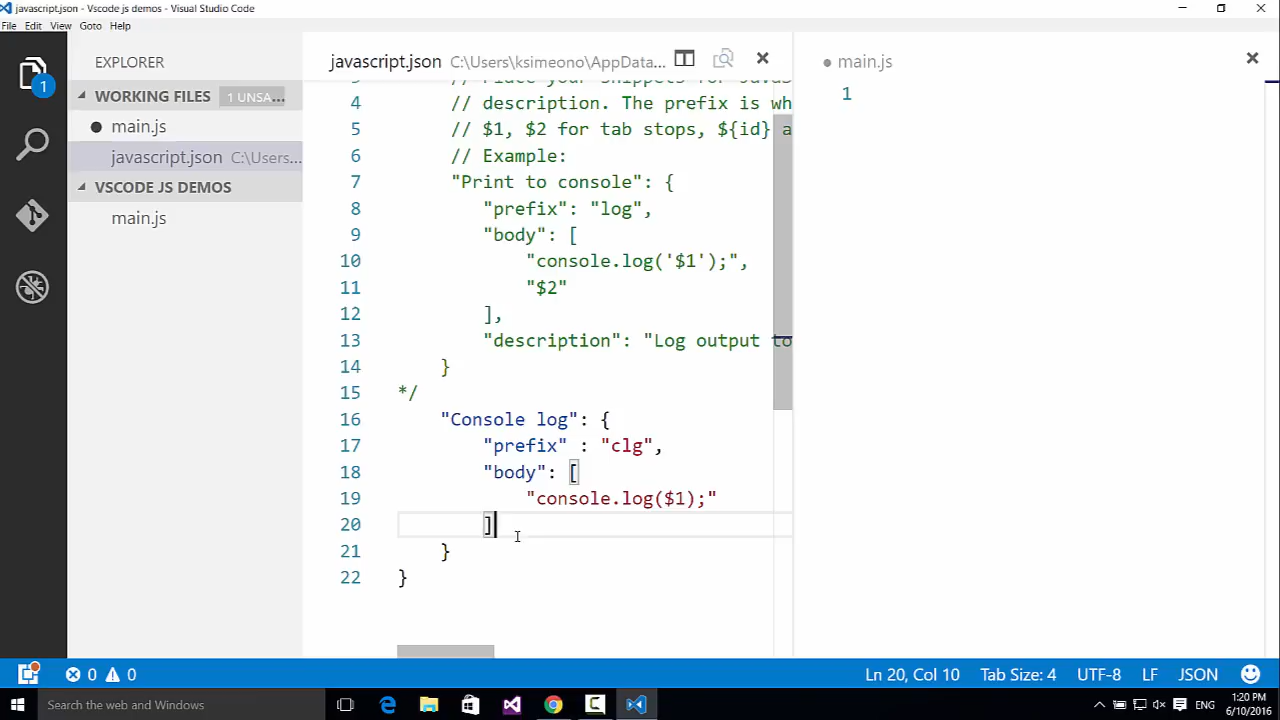 javascript.json - Vscode js demos - Visual Studio Code
File Edit View Goto Help
EXPLORER
WORKING FILES 1 UNSA...
main.js
javascript.json C:\Users...
VSCODE JS DEMOS
main.js
1
javascript.json C:\Users\ksimeono\AppData...
4 // description. The prefix is wh
5 // $1, $2 for tab stops, ${id} a
6 // Example:
7 "Print to console": {
8 "prefix": "log",
9 "body": [
10 "console.log('$1');",
11 "$2"
12 ],
13 "description": "Log output to
14 }
15 */
16 "Console log": {
17 "prefix" : "clg",
18 "body": [
19 "console.log($1);"
20 ]
21 }
22 }
main.js
1
0 0
Ln 20, Col 10 Tab Size: 4 UTF-8 LF JSON
Search the web and Windows
ENG
1:20 PM
6/10/2016